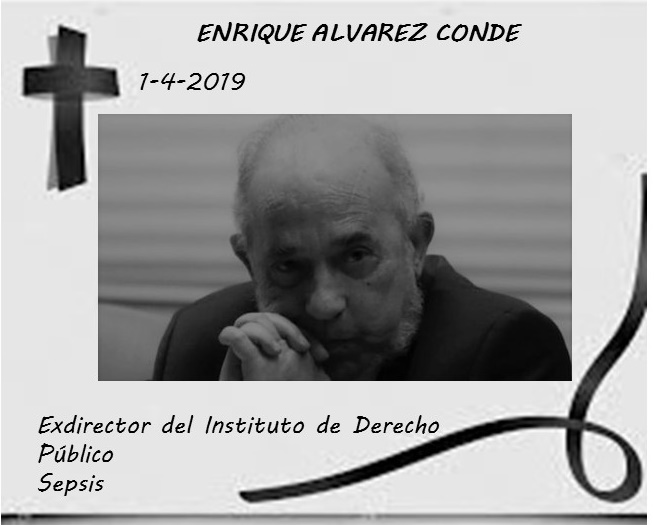 ENRIQUE ALVAREZ CONDE
1-4-2019
Exdirector del Instituto de Derecho
Público
Sepsis